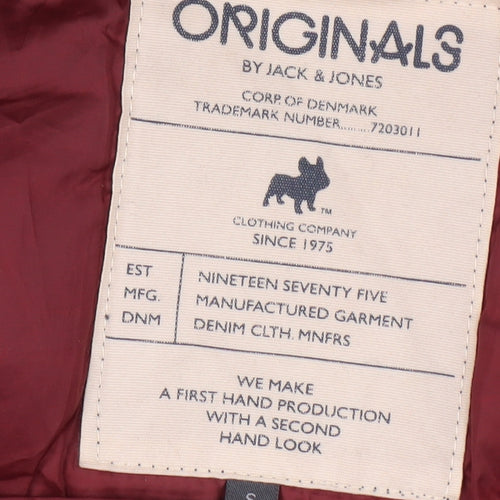 ORIGINALS
BY JACK & JONES
CORP. OF DENMARK
TRADEMARK NUMBER.........7203011
TM
CLOTHING COMPANY
SINCE 1975
EST
MFG.
DNM
NINETEEN SEVENTY FIVE
MANUFACTURED GARMENT
DENIM CLTH. MNFRS
WE MAKE
A FIRST HAND PRODUCTION
WITH A SECOND
HAND LOOK
S